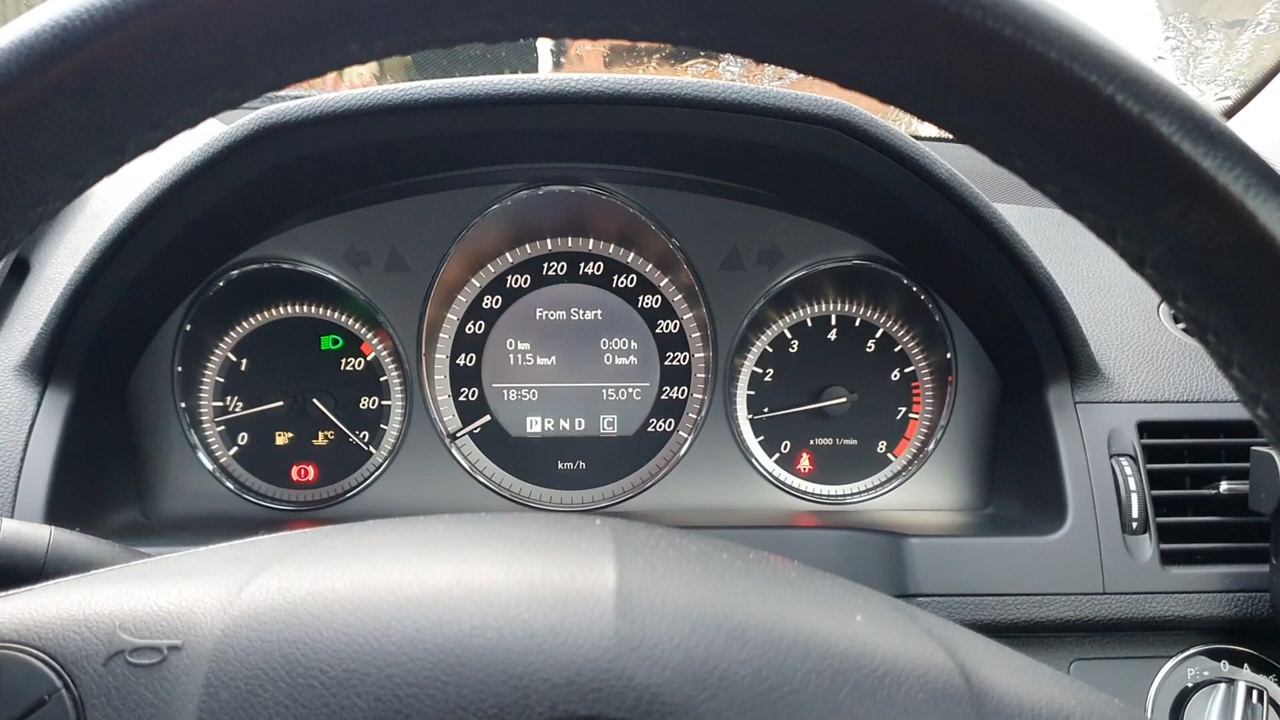 1
1/2
0
120
80
°C
20
40
60
80
100
120
140
160
180
200
220
240
260
From Start
0 km 0:00 h
11.5 km/l 0 km/h
18:50 15.0°C
P R N D C
km/h
0
2
3
4
5
6
7
8
x1000 1/min
P 0 A